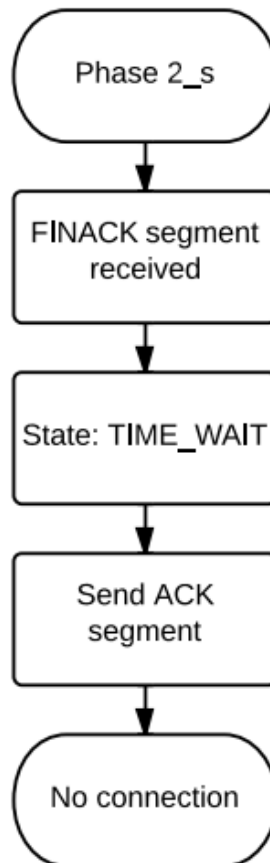 Phase 2_s
FINACK segment
received
State: TIME_WAIT
Send ACK
segment
No connection